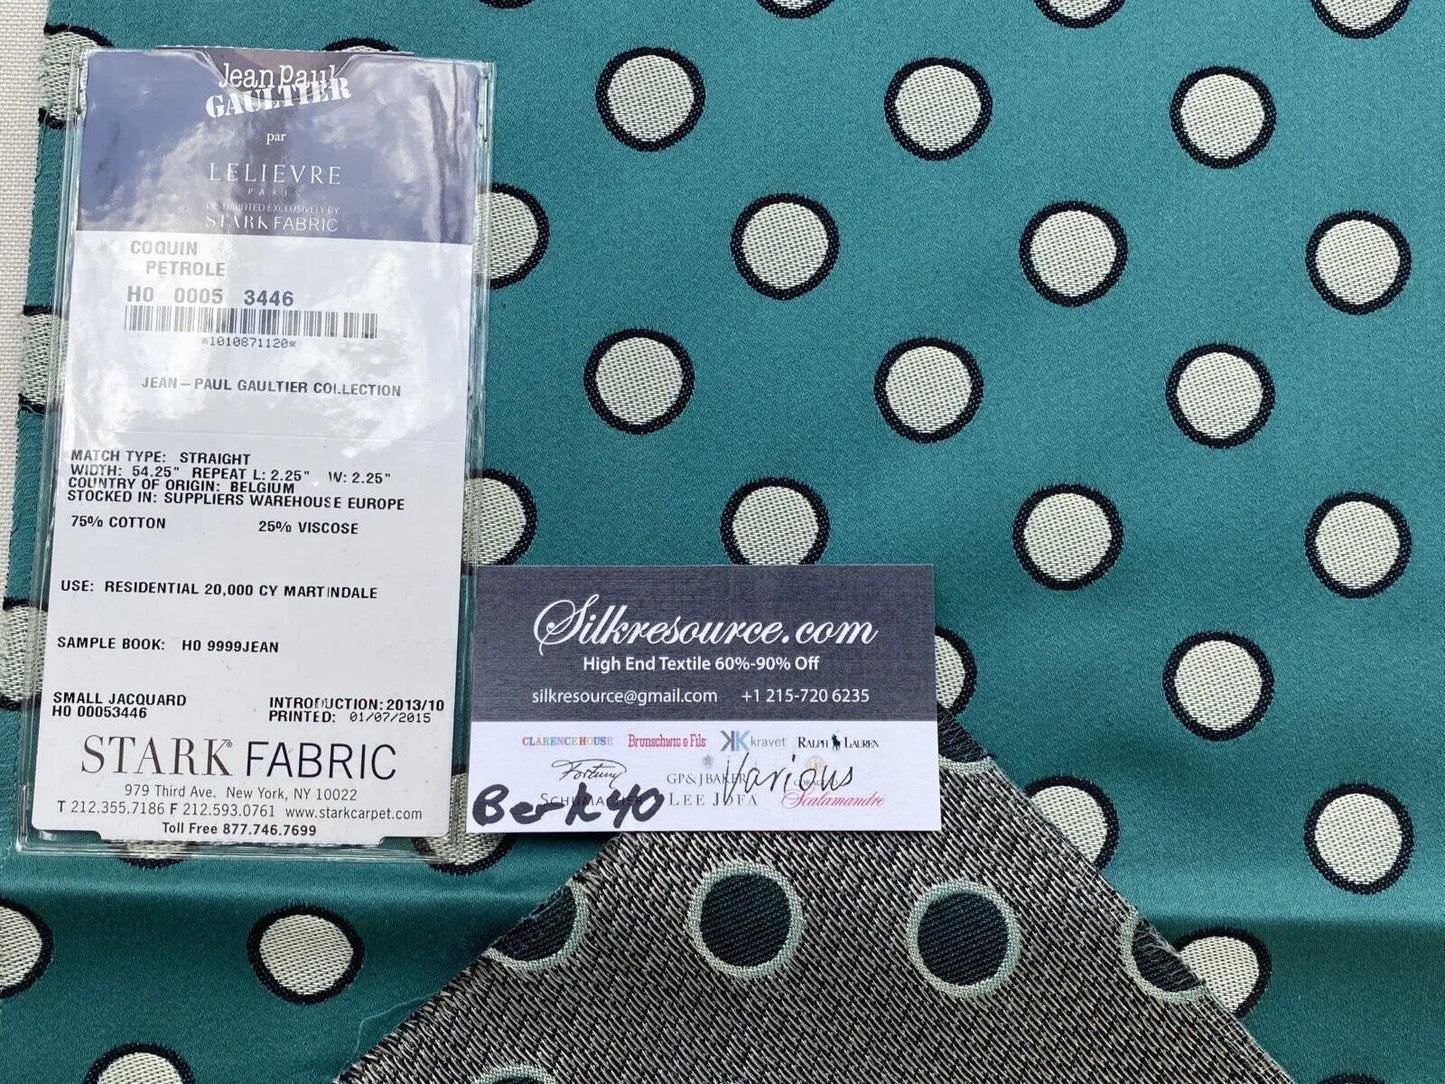 Jean Paul
GAULTIER
par
LELIEVRE
PARIS
DISTRIBUTED EXCLUSIVELY BY
STARK FABRIC
COQUIN
PETROLE
H0 0005 3446
*1010871120*
JEAN-PAUL GAULTIER COLLECTION
MATCH TYPE: STRAIGHT
WIDTH: 54.25" REPEAT L: 2.25" W: 2.25"
COUNTRY OF ORIGIN: BELGIUM
STOCKED IN: SUPPLIERS WAREHOUSE EUROPE
75% COTTON 25% VISCOSE
USE: RESIDENTIAL 20,000 CY MARTINDALE
SAMPLE BOOK: H0 9999JEAN
SMALL JACQUARD INTRODUCTION: 2013/10
H0 00053446 PRINTED: 01/07/2015
STARK® FABRIC
979 Third Ave. New York, NY 10022
T 212.355.7186 F 212.593.0761 www.starkcarpet.com
Toll Free 877.746.7699
Silkresource.com
High End Textile 60%-90% Off
silkresource@gmail.com +1 215-720 6235
CLARENCE HOUSE Brunschwig & Fils kravet RALPH LAUREN
Fortuny GP & J BAKER Various
SCHUMACHER LEE JOFA Scalamandré
Berk 40